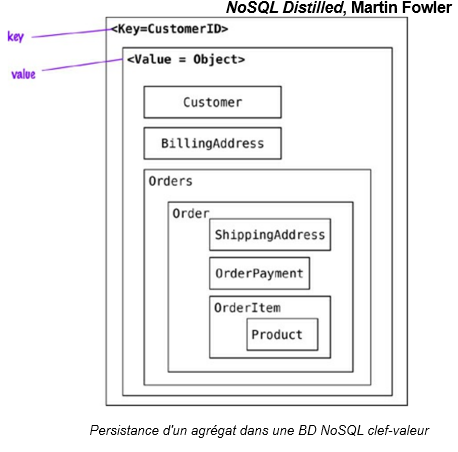 NoSQL Distilled, Martin Fowler
key
<Key=CustomerID>
value
<Value = Object>
Customer
BillingAddress
Orders
Order
ShippingAddress
OrderPayment
OrderItem
Product
Persistance d'un agrégat dans une BD NoSQL clef-valeur